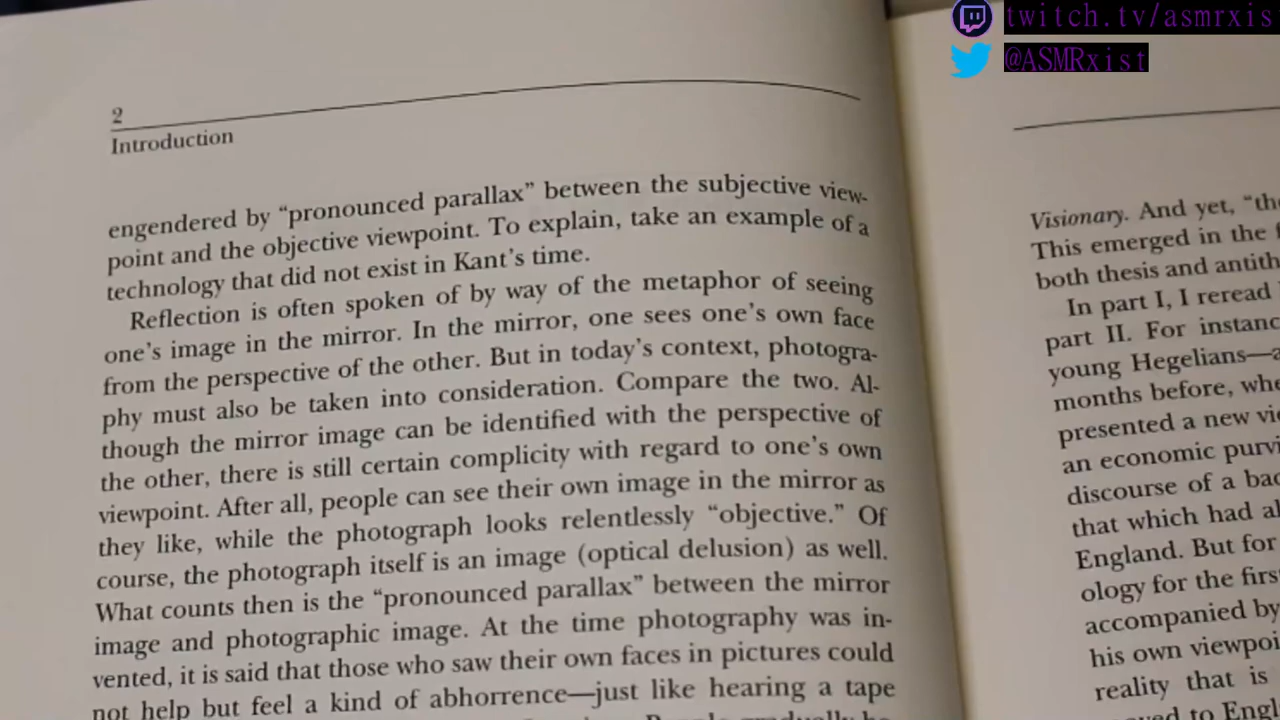 twitch.tv/asmrxis
@ASMRxist
2
Introduction
engendered by “pronounced parallax” between the subjective view-
point and the objective viewpoint. To explain, take an example of a
technology that did not exist in Kant’s time.
Reflection is often spoken of by way of the metaphor of seeing
one’s image in the mirror. In the mirror, one sees one’s own face
from the perspective of the other. But in today’s context, photogra-
phy must also be taken into consideration. Compare the two. Al-
though the mirror image can be identified with the perspective of
the other, there is still certain complicity with regard to one’s own
viewpoint. After all, people can see their own image in the mirror as
they like, while the photograph looks relentlessly “objective.” Of
course, the photograph itself is an image (optical delusion) as well.
What counts then is the “pronounced parallax” between the mirror
image and photographic image. At the time photography was in-
vented, it is said that those who saw their own faces in pictures could
not help but feel a kind of abhorrence—just like hearing a tape
Visionary. And yet, “the
This emerged in the
both thesis and antith
In part I, I reread
part II. For instanc
young Hegelians—a
months before, whe
presented a new vi
an economic purvi
discourse of a bac
that which had al
England. But for
ology for the firs
accompanied by
his own viewpoi
reality that is
to Engl